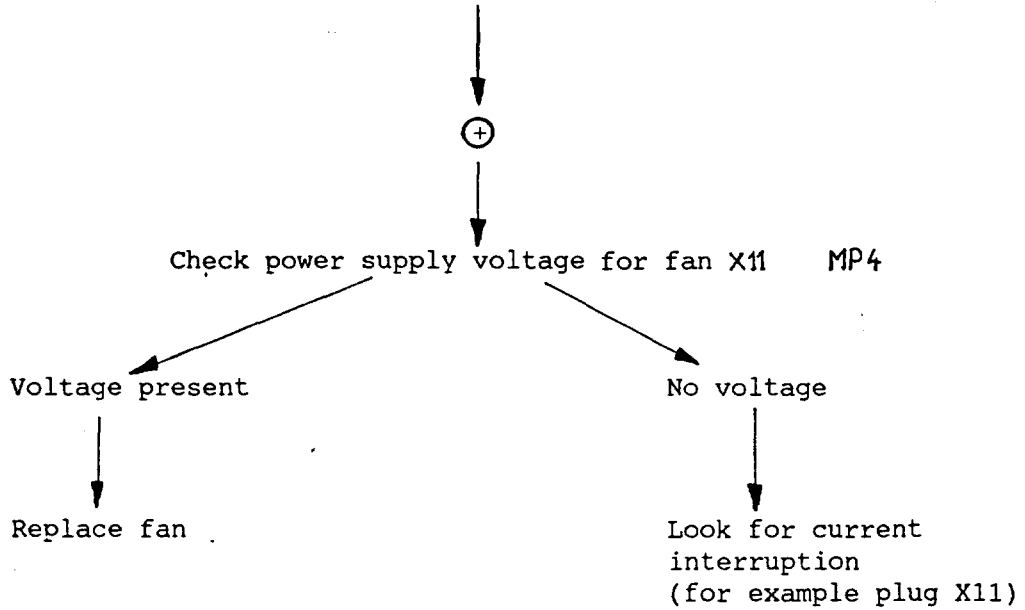 +
Check power supply voltage for fan X11 MP4
Voltage present
No voltage
Replace fan
Look for current
interruption
(for example plug X11)